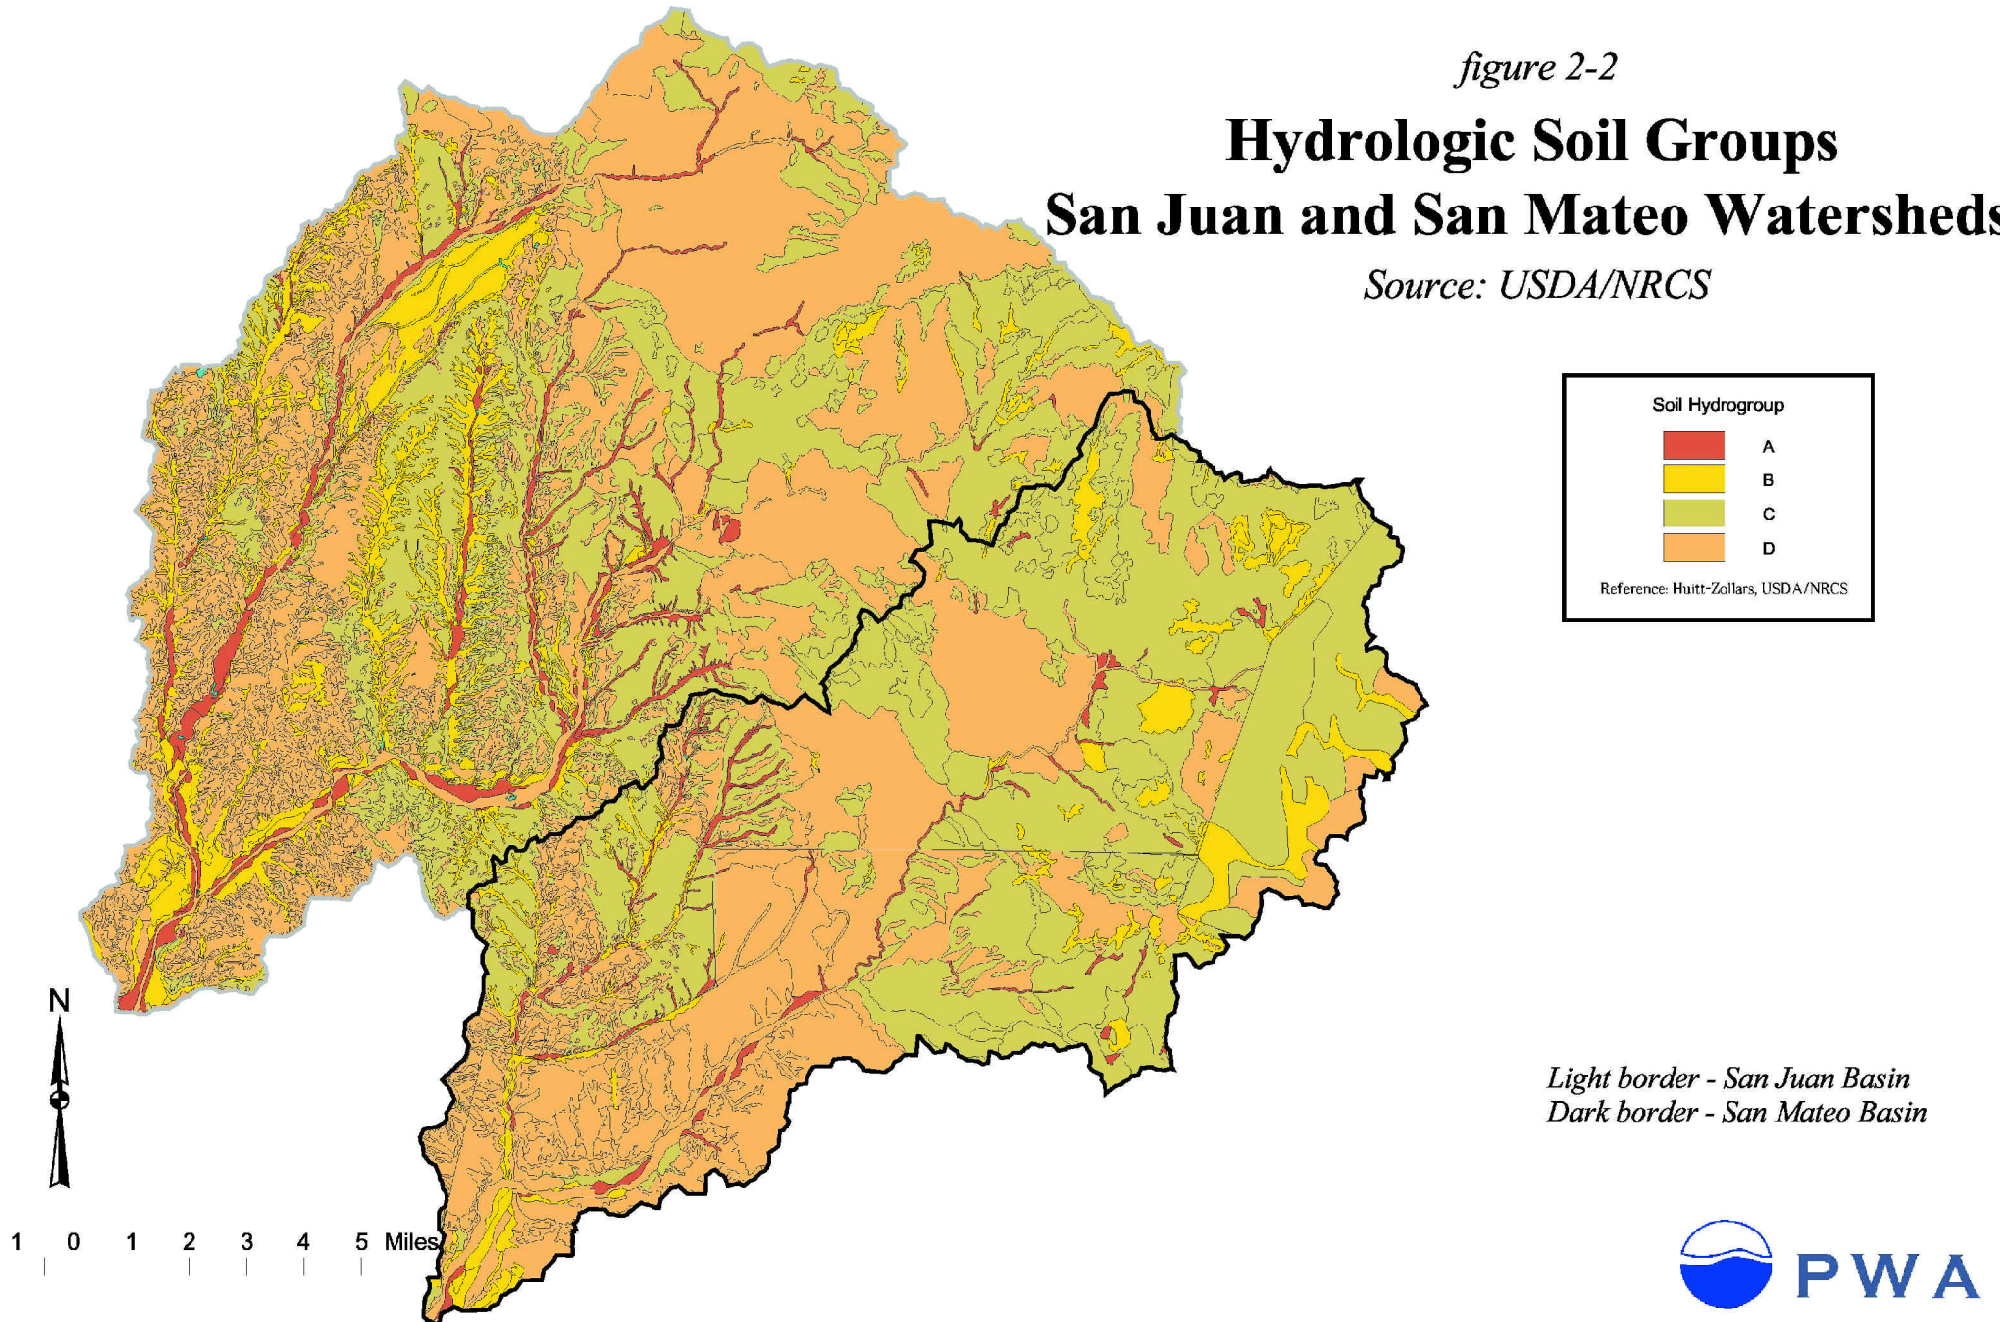 figure 2-2
Hydrologic Soil Groups
San Juan and San Mateo Watersheds
Source: USDA/NRCS
Soil Hydrogroup
A
B
C
D
Reference: Huitt-Zollars, USDA/NRCS
N
1 0 1 2 3 4 5 Miles
Light border - San Juan Basin
Dark border - San Mateo Basin
PWA